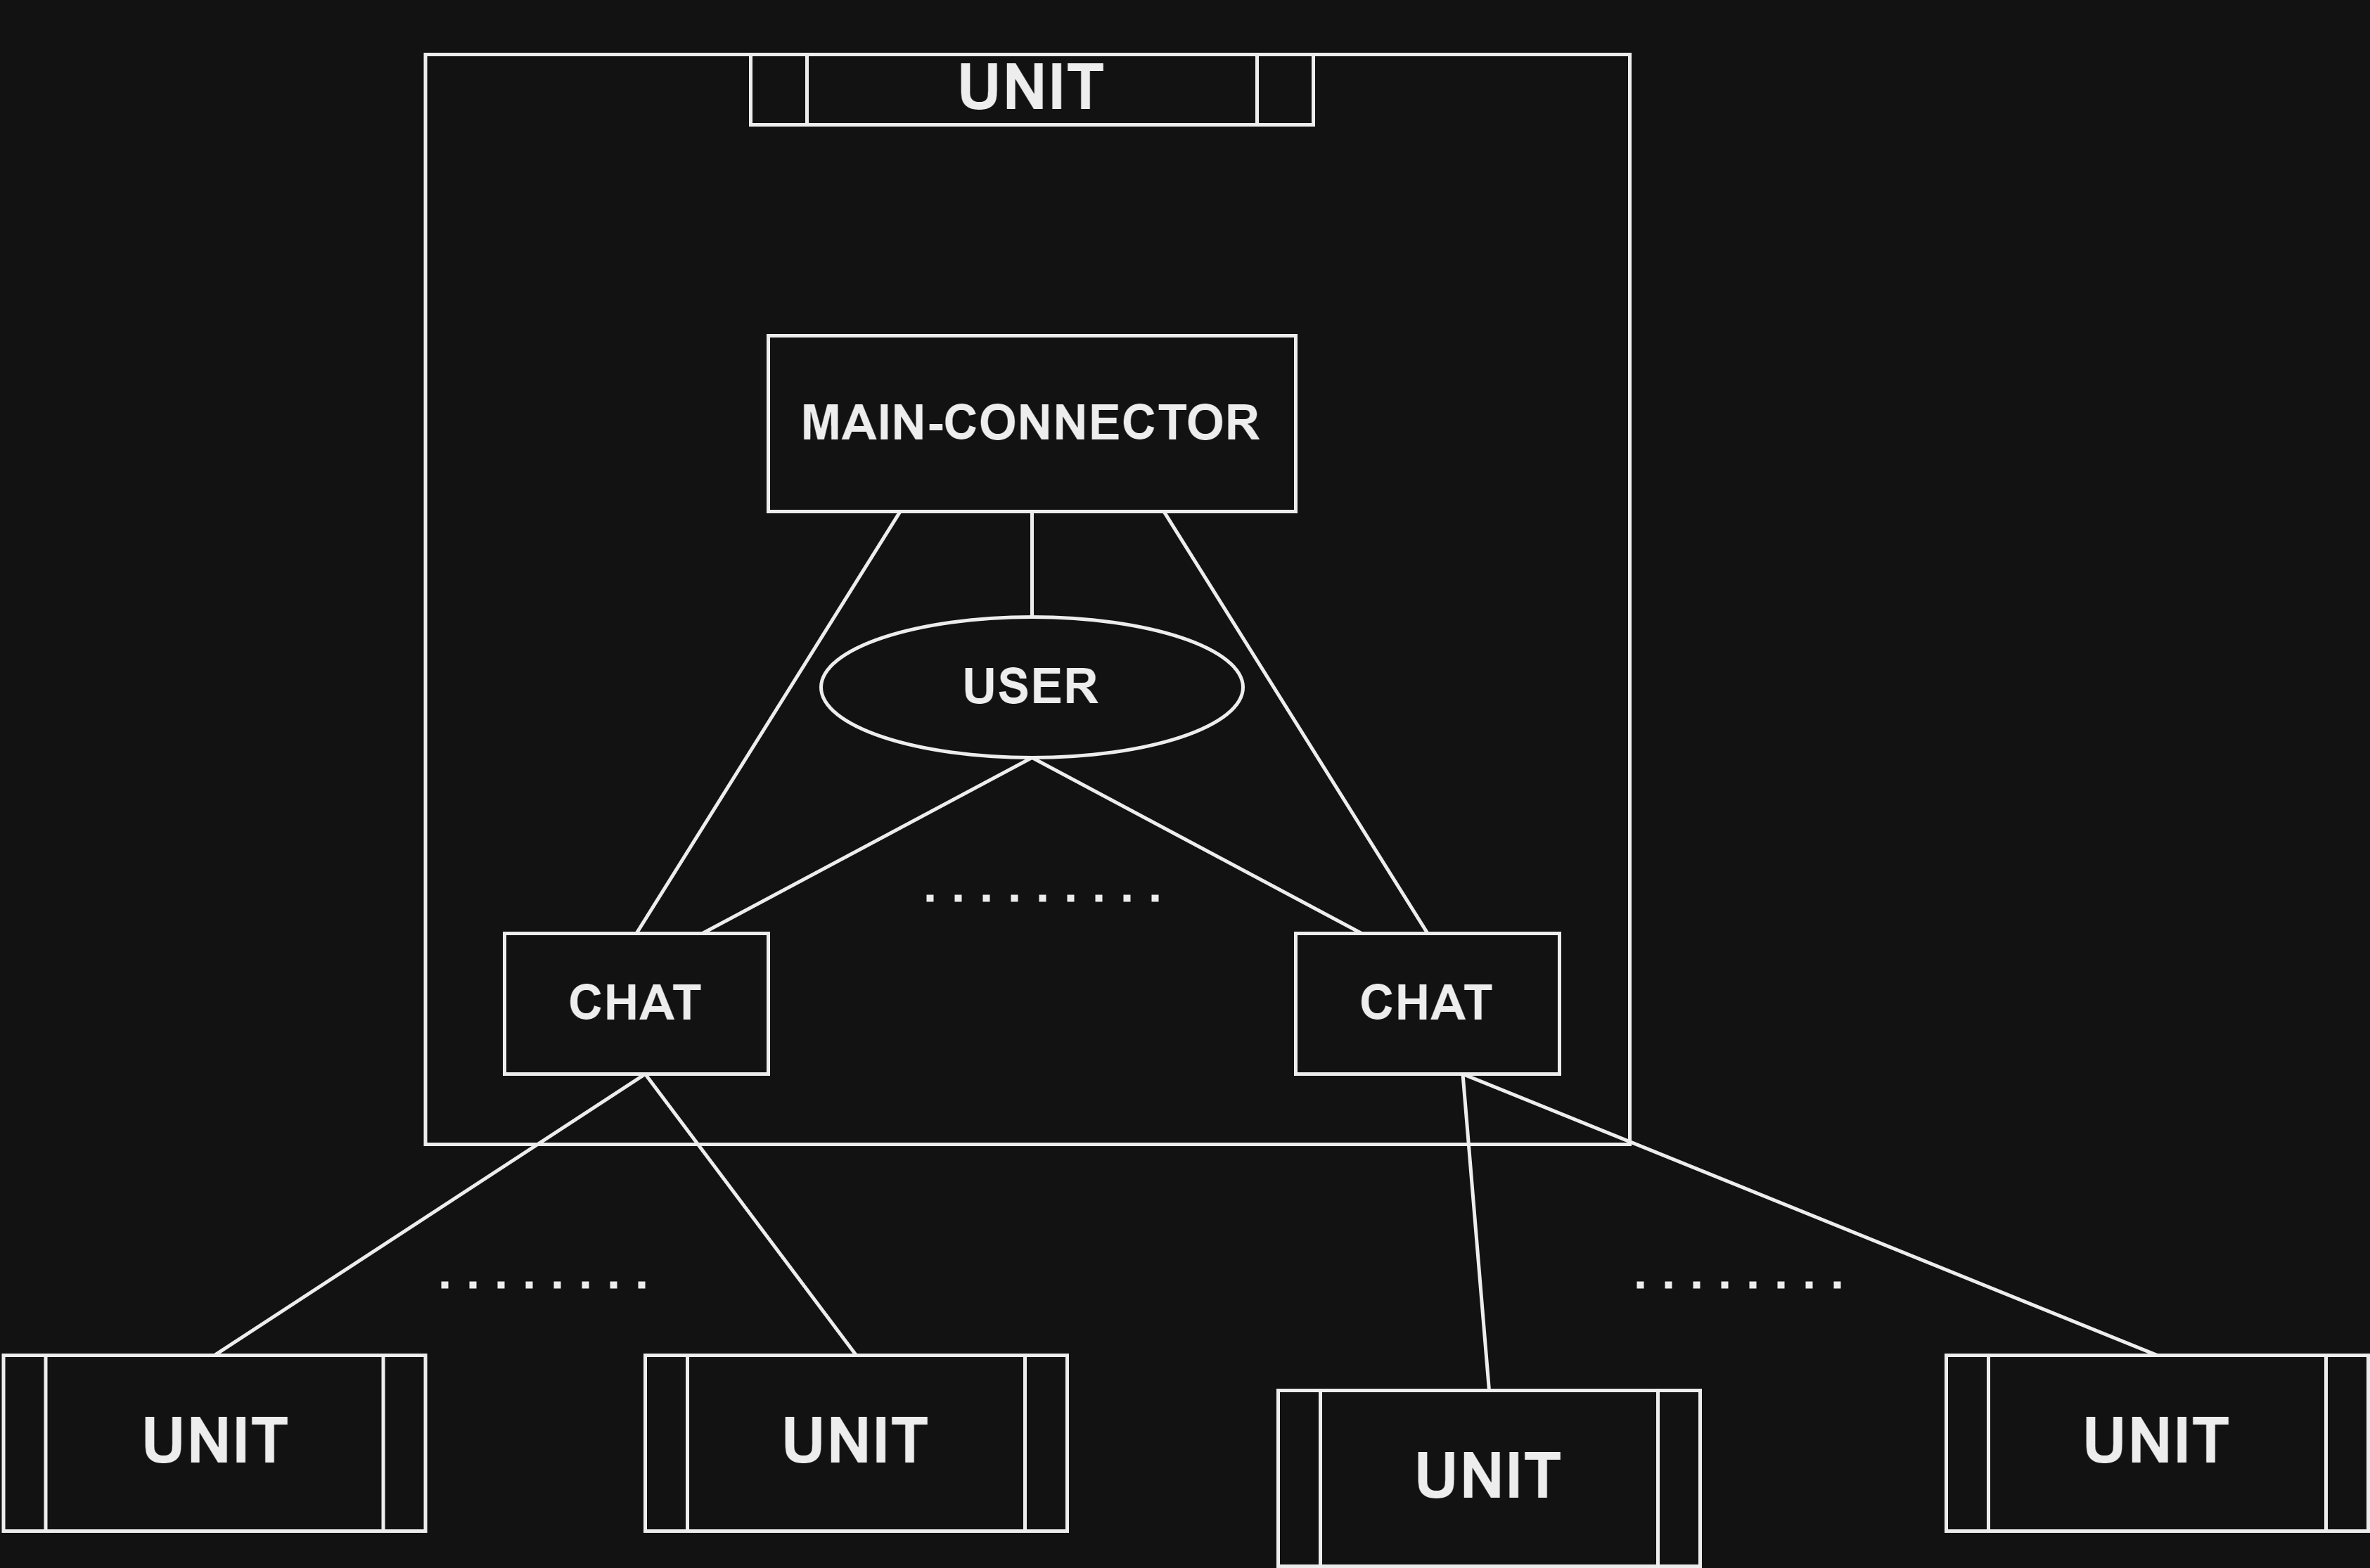 UNIT
MAIN-CONNECTOR
USER
. . . . . . . . .
CHAT
CHAT
. . . . . . . .
. . . . . . . .
UNIT
UNIT
UNIT
UNIT